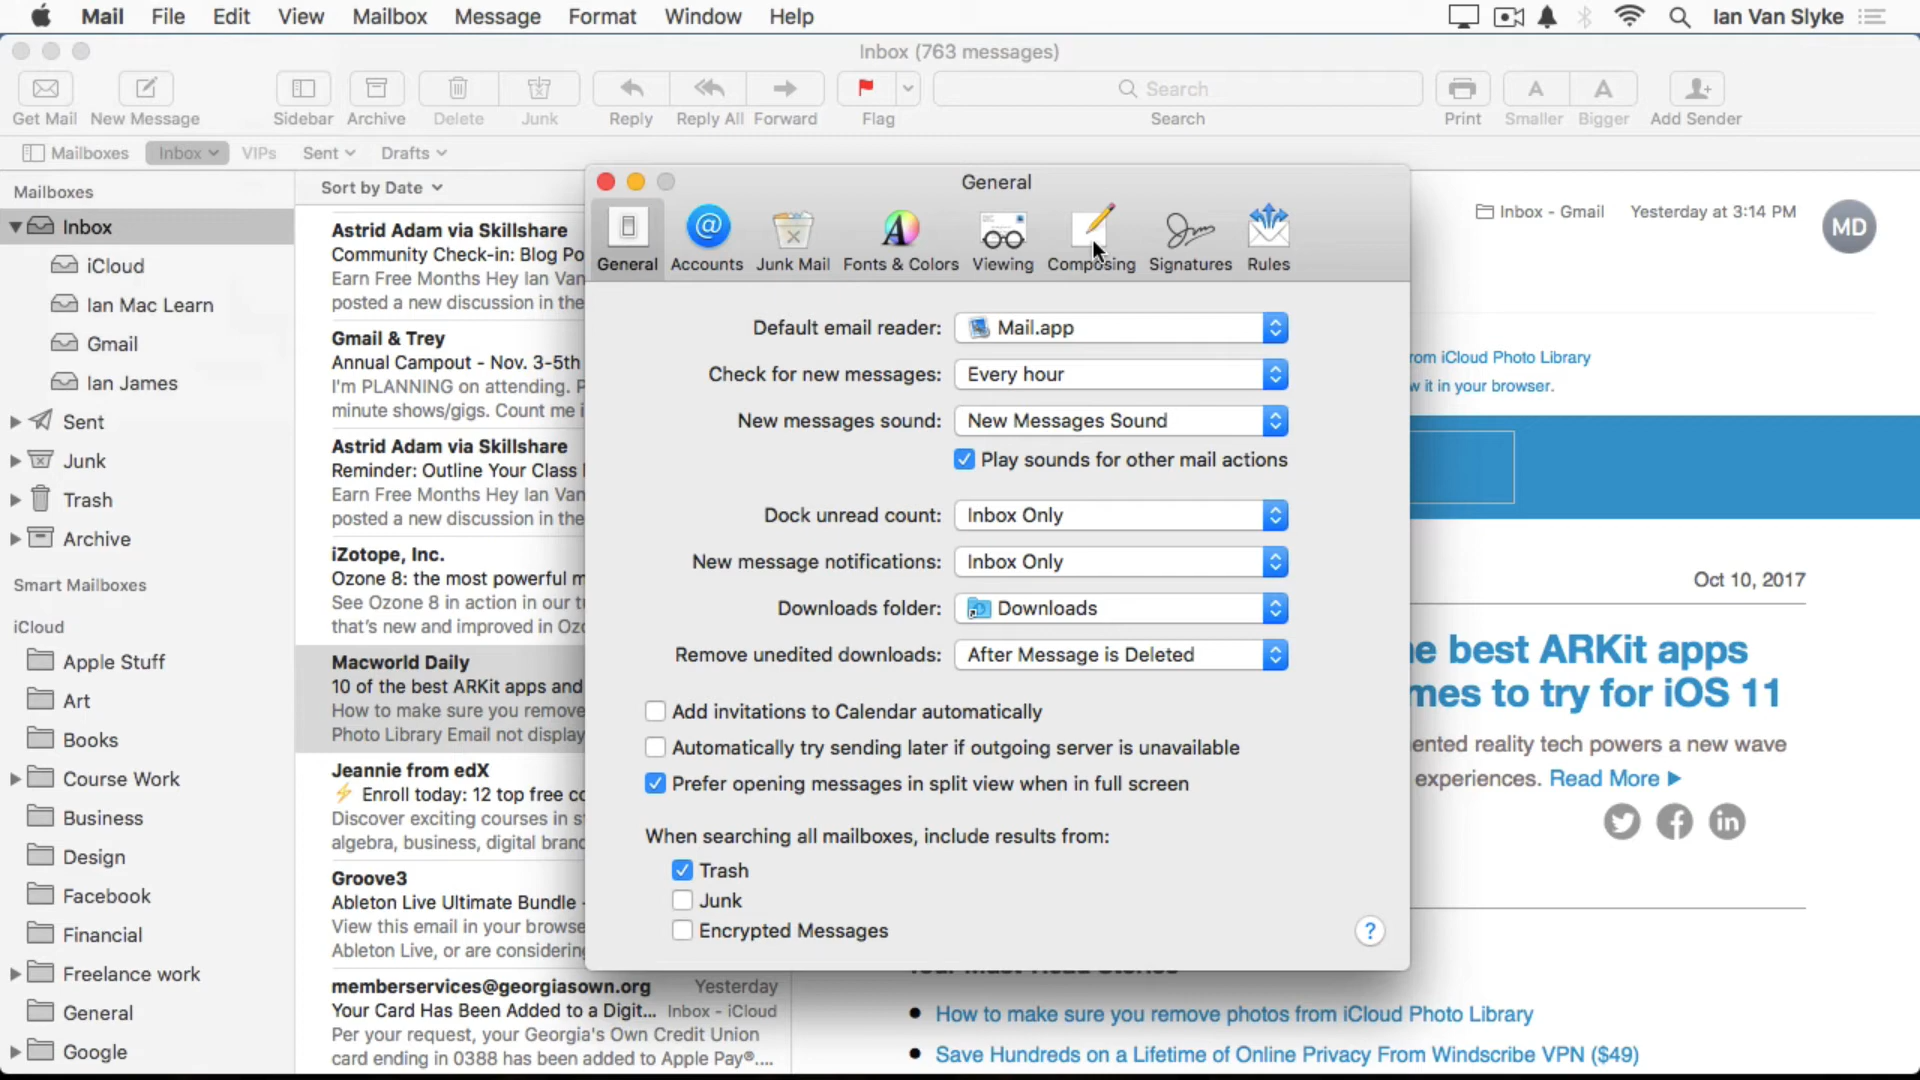 Mail File Edit View Mailbox Message Format Window Help Ian Van Slyke
Inbox (763 messages)
Search
Get Mail New Message Sidebar Archive Delete Junk Reply Reply All Forward Flag Search Print Smaller Bigger Add Sender
Mailboxes Inbox VIPs Sent Drafts
Mailboxes
Inbox
iCloud
Ian Mac Learn
Gmail
Ian James
Sent
Junk
Trash
Archive
Smart Mailboxes
iCloud
Apple Stuff
Art
Books
Course Work
Business
Design
Facebook
Financial
Freelance work
General
Google
Sort by Date
Astrid Adam via Skillshare
Community Check-in: Blog Po
Earn Free Months Hey Ian Van
posted a new discussion in the
Gmail & Trey
Annual Campout - Nov. 3-5th
I'm PLANNING on attending. P
minute shows/gigs. Count me i
Astrid Adam via Skillshare
Reminder: Outline Your Class
Earn Free Months Hey Ian Van
posted a new discussion in the
iZotope, Inc.
Ozone 8: the most powerful m
See Ozone 8 in action in our tu
that's new and improved in Ozo
Macworld Daily
10 of the best ARKit apps and
How to make sure you remove
Photo Library Email not display
Jeannie from edX
⚡ Enroll today: 12 top free co
Discover exciting courses in st
algebra, business, digital brand
Groove3
Ableton Live Ultimate Bundle -
View this email in your browse
Ableton Live, or are considering
memberservices@georgiasown.org Yesterday
Your Card Has Been Added to a Digit... Inbox - iCloud
Per your request, your Georgia's Own Credit Union
card ending in 0388 has been added to Apple Pay®....
General
General Accounts Junk Mail Fonts & Colors Viewing Composing Signatures Rules
Default email reader: Mail.app
Check for new messages: Every hour
New messages sound: New Messages Sound
Play sounds for other mail actions
Dock unread count: Inbox Only
New message notifications: Inbox Only
Downloads folder: Downloads
Remove unedited downloads: After Message is Deleted
Add invitations to Calendar automatically
Automatically try sending later if outgoing server is unavailable
Prefer opening messages in split view when in full screen
When searching all mailboxes, include results from:
Trash
Junk
Encrypted Messages
?
Inbox - Gmail Yesterday at 3:14 PM MD
rom iCloud Photo Library
w it in your browser.
Oct 10, 2017
e best ARKit apps
mes to try for iOS 11
ented reality tech powers a new wave
experiences. Read More ▶
How to make sure you remove photos from iCloud Photo Library
Save Hundreds on a Lifetime of Online Privacy From Windscribe VPN ($49)